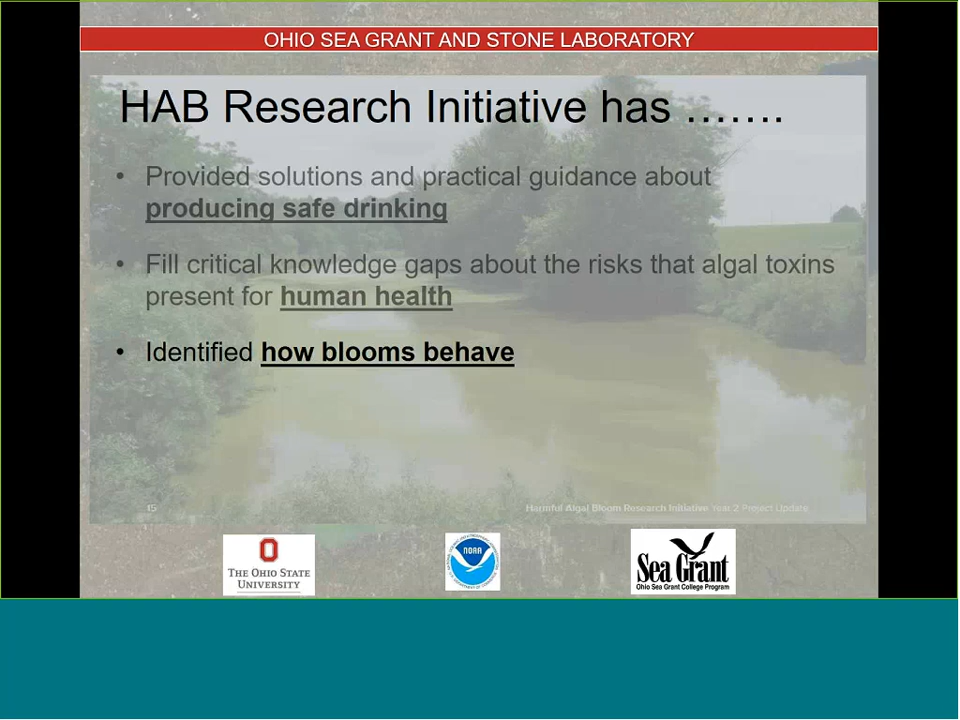 OHIO SEA GRANT AND STONE LABORATORY
HAB Research Initiative has …….
• Provided solutions and practical guidance about
producing safe drinking
• Fill critical knowledge gaps about the risks that algal toxins
present for human health
• Identified how blooms behave
15
Harmful Algal Bloom Research Initiative Year 2 Project Update
THE OHIO STATE
UNIVERSITY
NOAA
Sea Grant
Ohio Sea Grant College Program